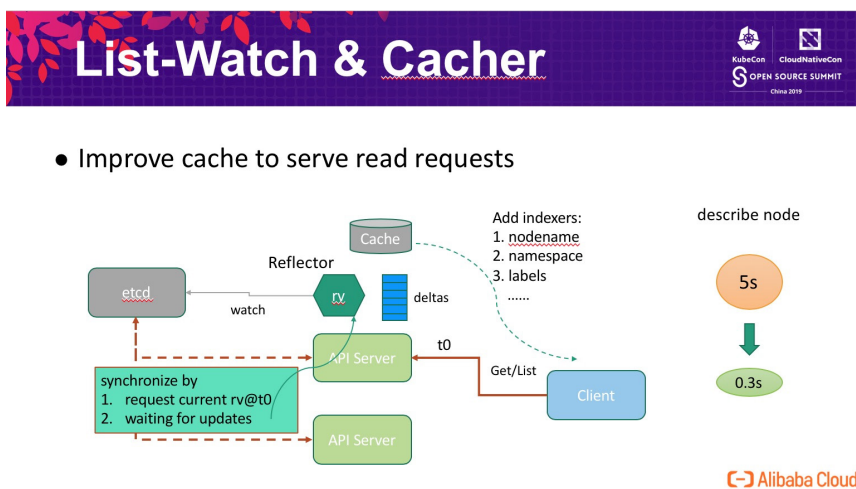 List-Watch & Cacher
KubeCon
CloudNativeCon
OPEN SOURCE SUMMIT
China 2019
● Improve cache to serve read requests
Cache
Add indexers:
1. nodename
2. namespace
3. labels
......
describe node
Reflector
etcd
watch
rv
deltas
5s
t0
API Server
Get/List
0.3s
synchronize by
1. request current rv@t0
2. waiting for updates
Client
API Server
Alibaba Cloud